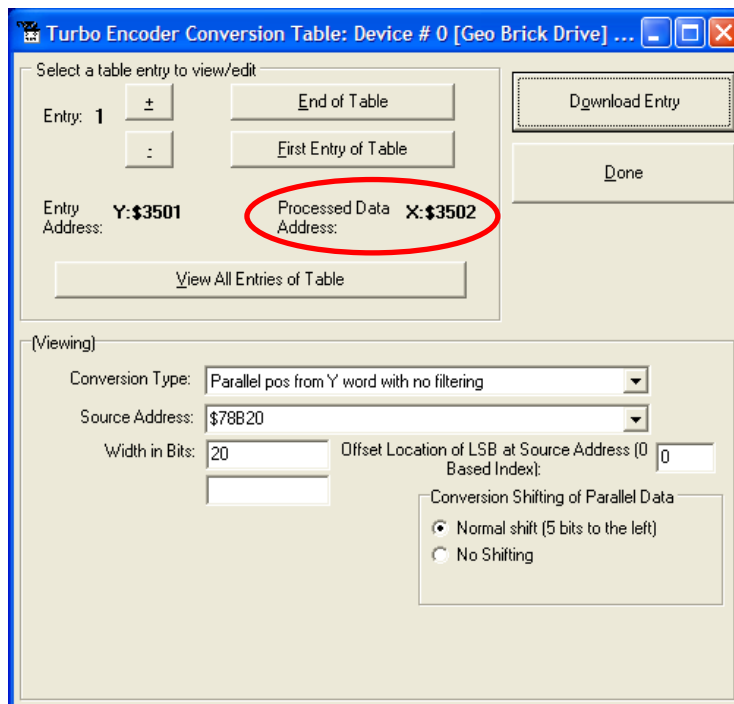 Turbo Encoder Conversion Table: Device # 0 [Geo Brick Drive] ...
Select a table entry to view/edit
Entry: 1
+
End of Table
Download Entry
-
First Entry of Table
Done
Entry Address: Y:$3501
Processed Data Address: X:$3502
View All Entries of Table
(Viewing)
Conversion Type: Parallel pos from Y word with no filtering
Source Address: $78B20
Width in Bits: 20
Offset Location of LSB at Source Address (0 Based Index): 0
Conversion Shifting of Parallel Data
Normal shift (5 bits to the left)
No Shifting